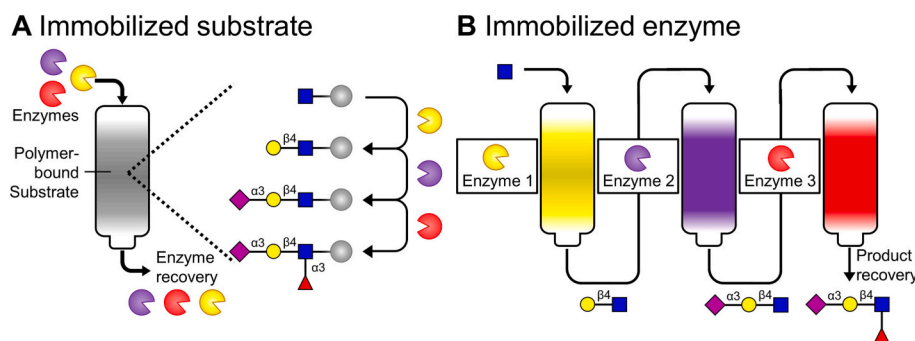 A Immobilized substrate
Enzymes
Polymer-
bound
Substrate
Enzyme
recovery
β4
α3 β4
α3 β4
α3
B Immobilized enzyme
Enzyme 1
Enzyme 2
Enzyme 3
Product
recovery
β4
α3 β4
α3 β4